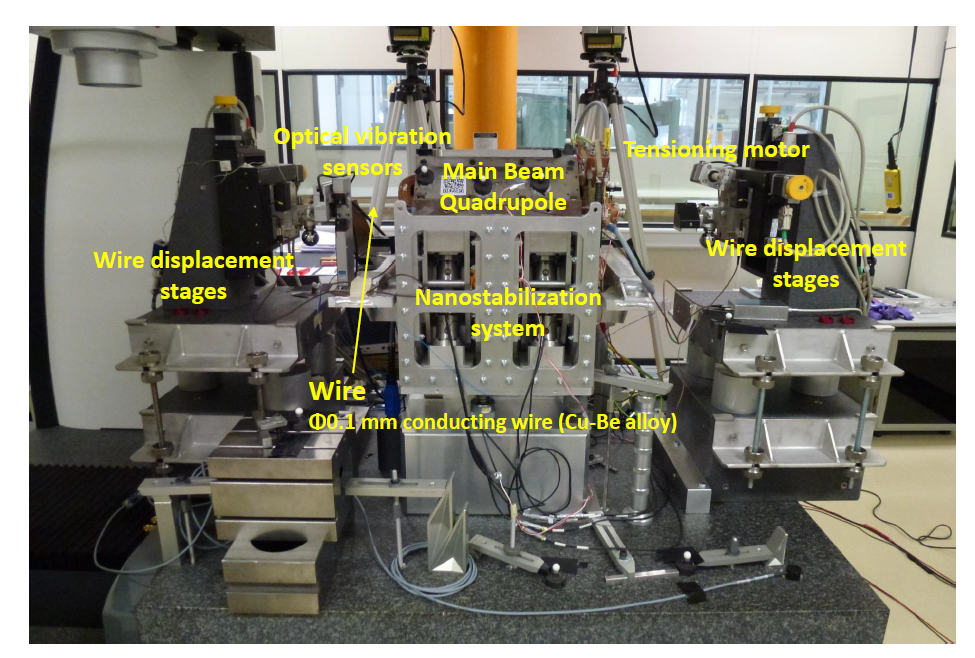 Optical vibration
sensors
Main Beam
Quadrupole
Tensioning motor
Wire displacement
stages
Wire displacement
stages
Nanostabilization
system
Wire
Φ0.1 mm conducting wire (Cu-Be alloy)